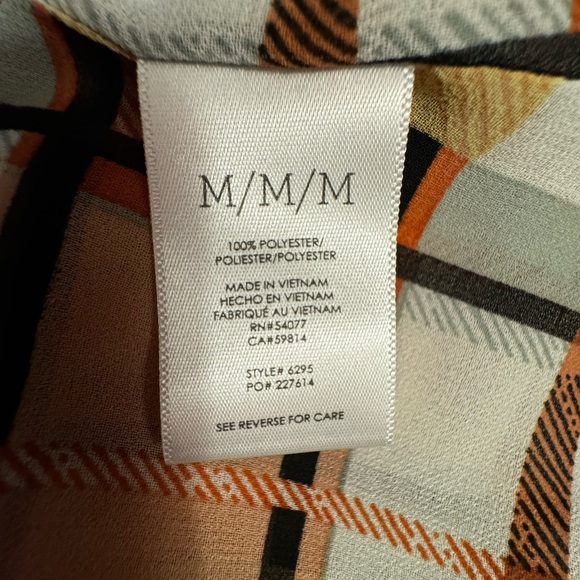 M/M/M
100% POLYESTER/
POLIESTER/POLYESTER
MADE IN VIETNAM
HECHO EN VIETNAM
FABRIQUÉ AU VIETNAM
RN#54077
CA#59814
STYLE# 6295
PO# 227614
SEE REVERSE FOR CARE